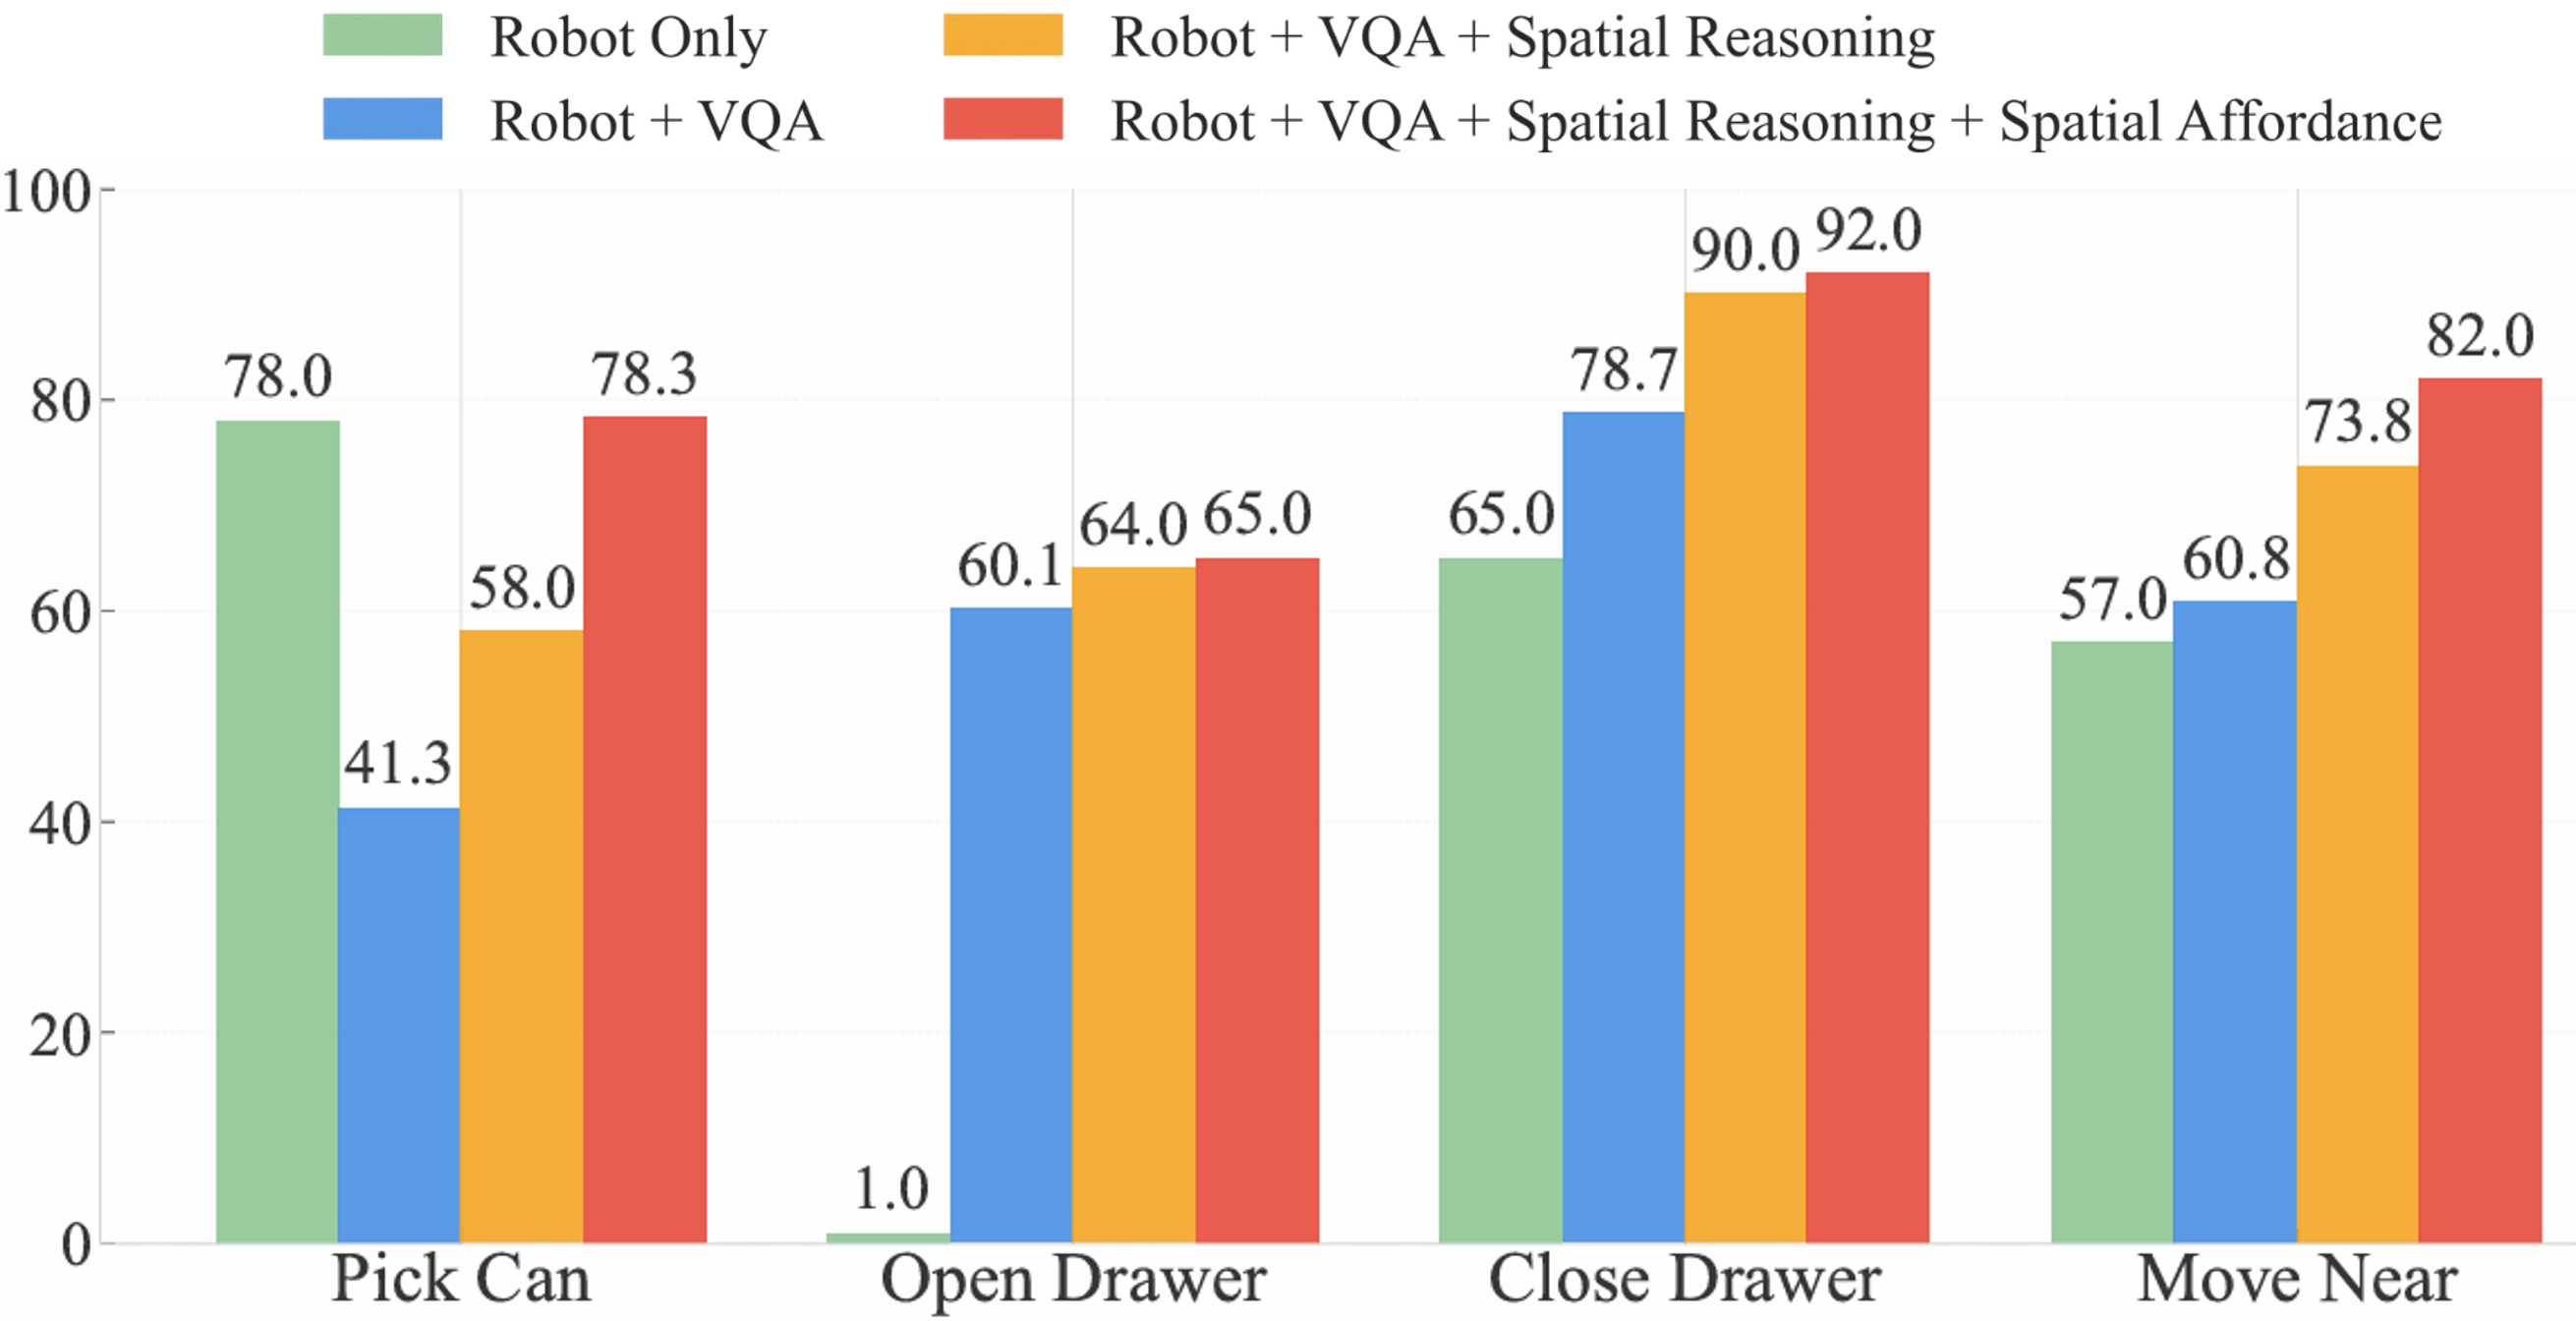 Robot Only
Robot + VQA + Spatial Reasoning
Robot + VQA
Robot + VQA + Spatial Reasoning + Spatial Affordance
100
80
60
40
20
0
78.0
41.3
58.0
78.3
1.0
60.1
64.0
65.0
65.0
78.7
90.0
92.0
57.0
60.8
73.8
82.0
Pick Can
Open Drawer
Close Drawer
Move Near